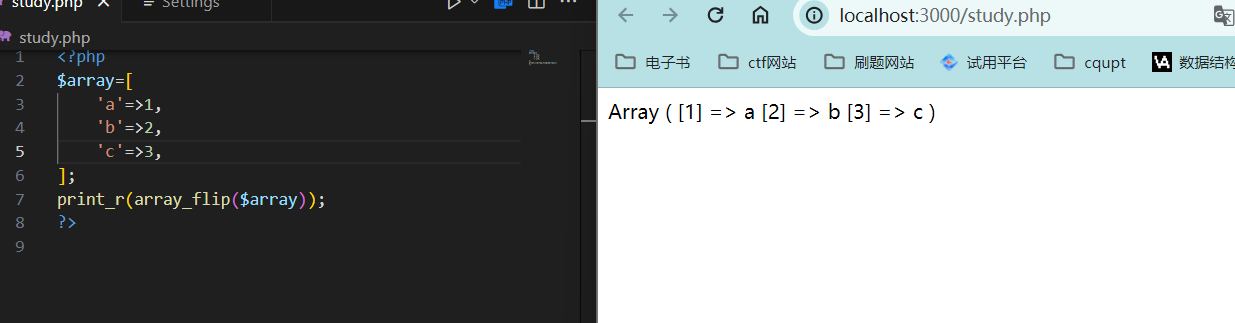 study.php
Settings
study.php
1 <?php
2 $array=[
3 'a'=>1,
4 'b'=>2,
5 'c'=>3,
6 ];
7 print_r(array_flip($array));
8 ?>
9
localhost:3000/study.php
电子书 ctf网站 刷题网站 试用平台 cqupt 数据结构
Array ( [1] => a [2] => b [3] => c )